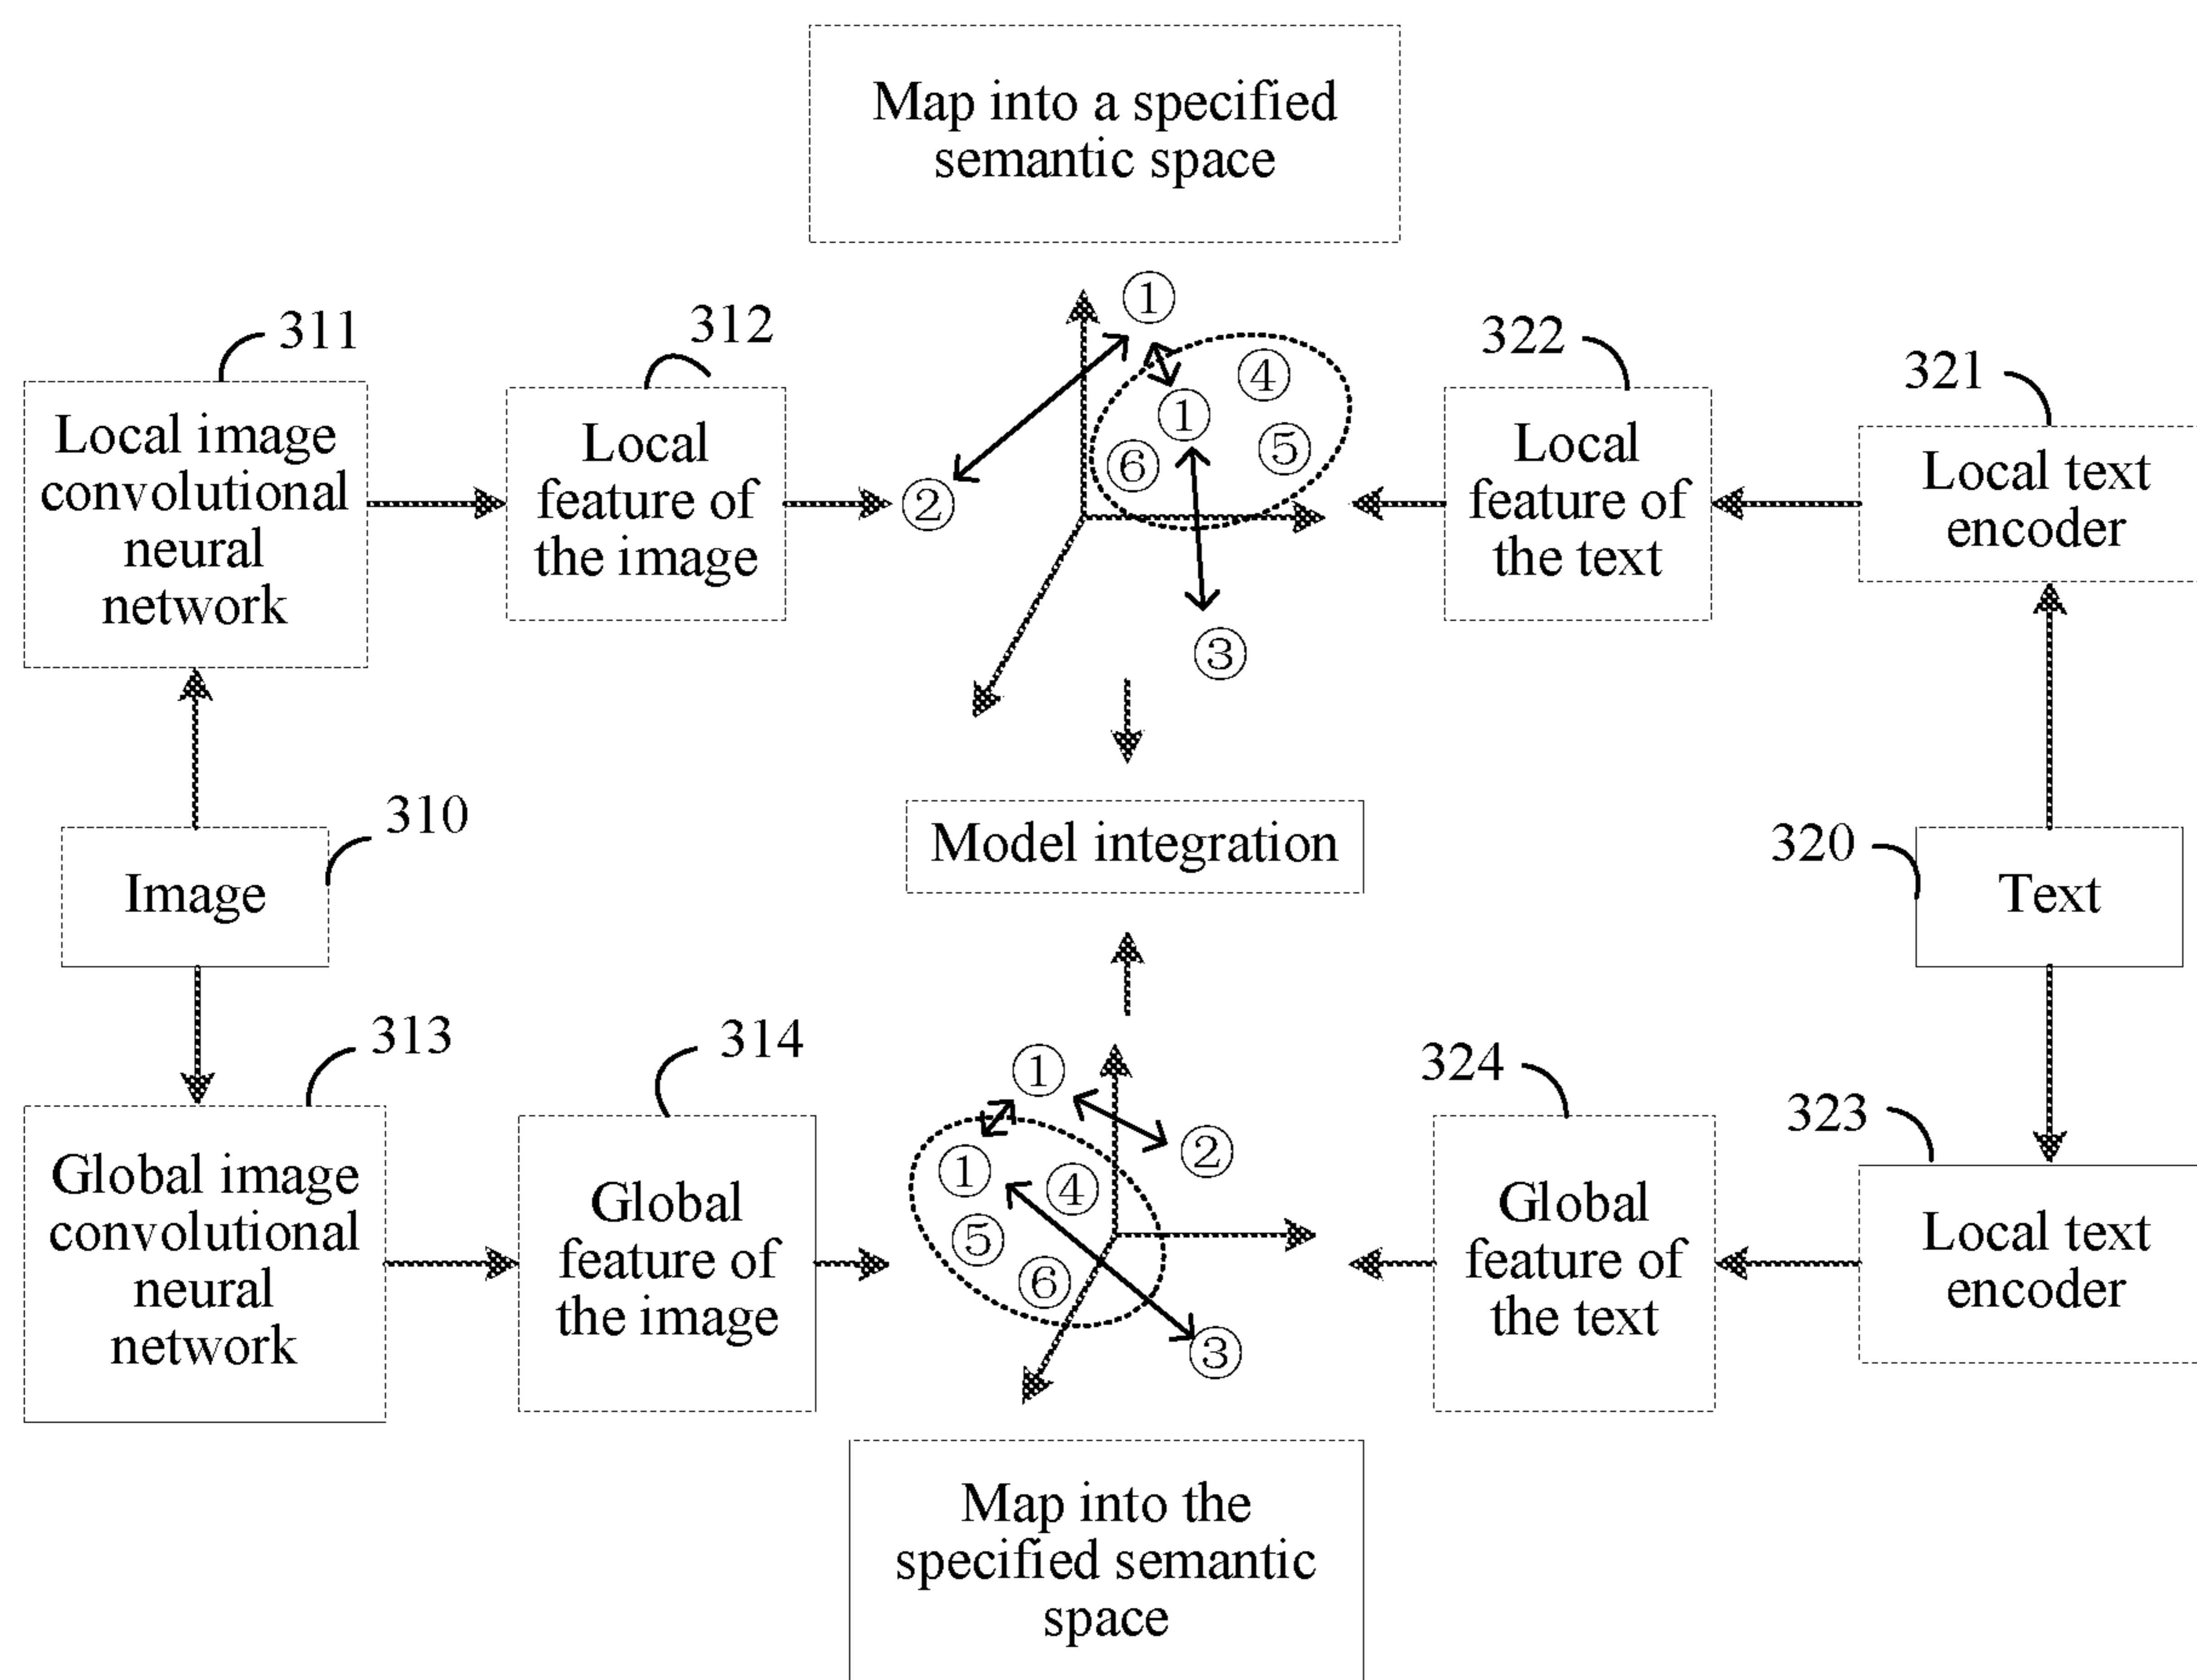 Map into a specified
semantic space
311
Local image
convolutional
neural
network
312
Local
feature of
the image
①
②
①
④
⑤
⑥
③
322
Local
feature of
the text
321
Local text
encoder
310
Image
Model integration
320
Text
313
Global image
convolutional
neural
network
314
Global
feature of
the image
①
②
①
④
⑤
⑥
③
324
Global
feature of
the text
323
Local text
encoder
Map into the
specified semantic
space